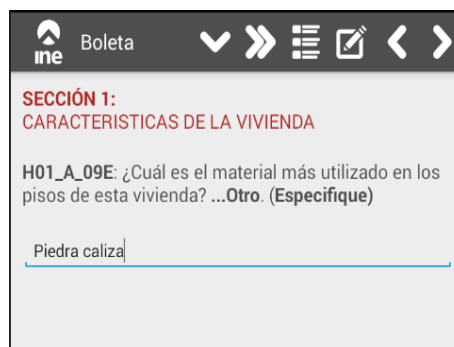 ine
Boleta
SECCIÓN 1:
CARACTERISTICAS DE LA VIVIENDA
H01_A_09E: ¿Cuál es el material más utilizado en los
pisos de esta vivienda? ...Otro. (Especifique)
Piedra caliza